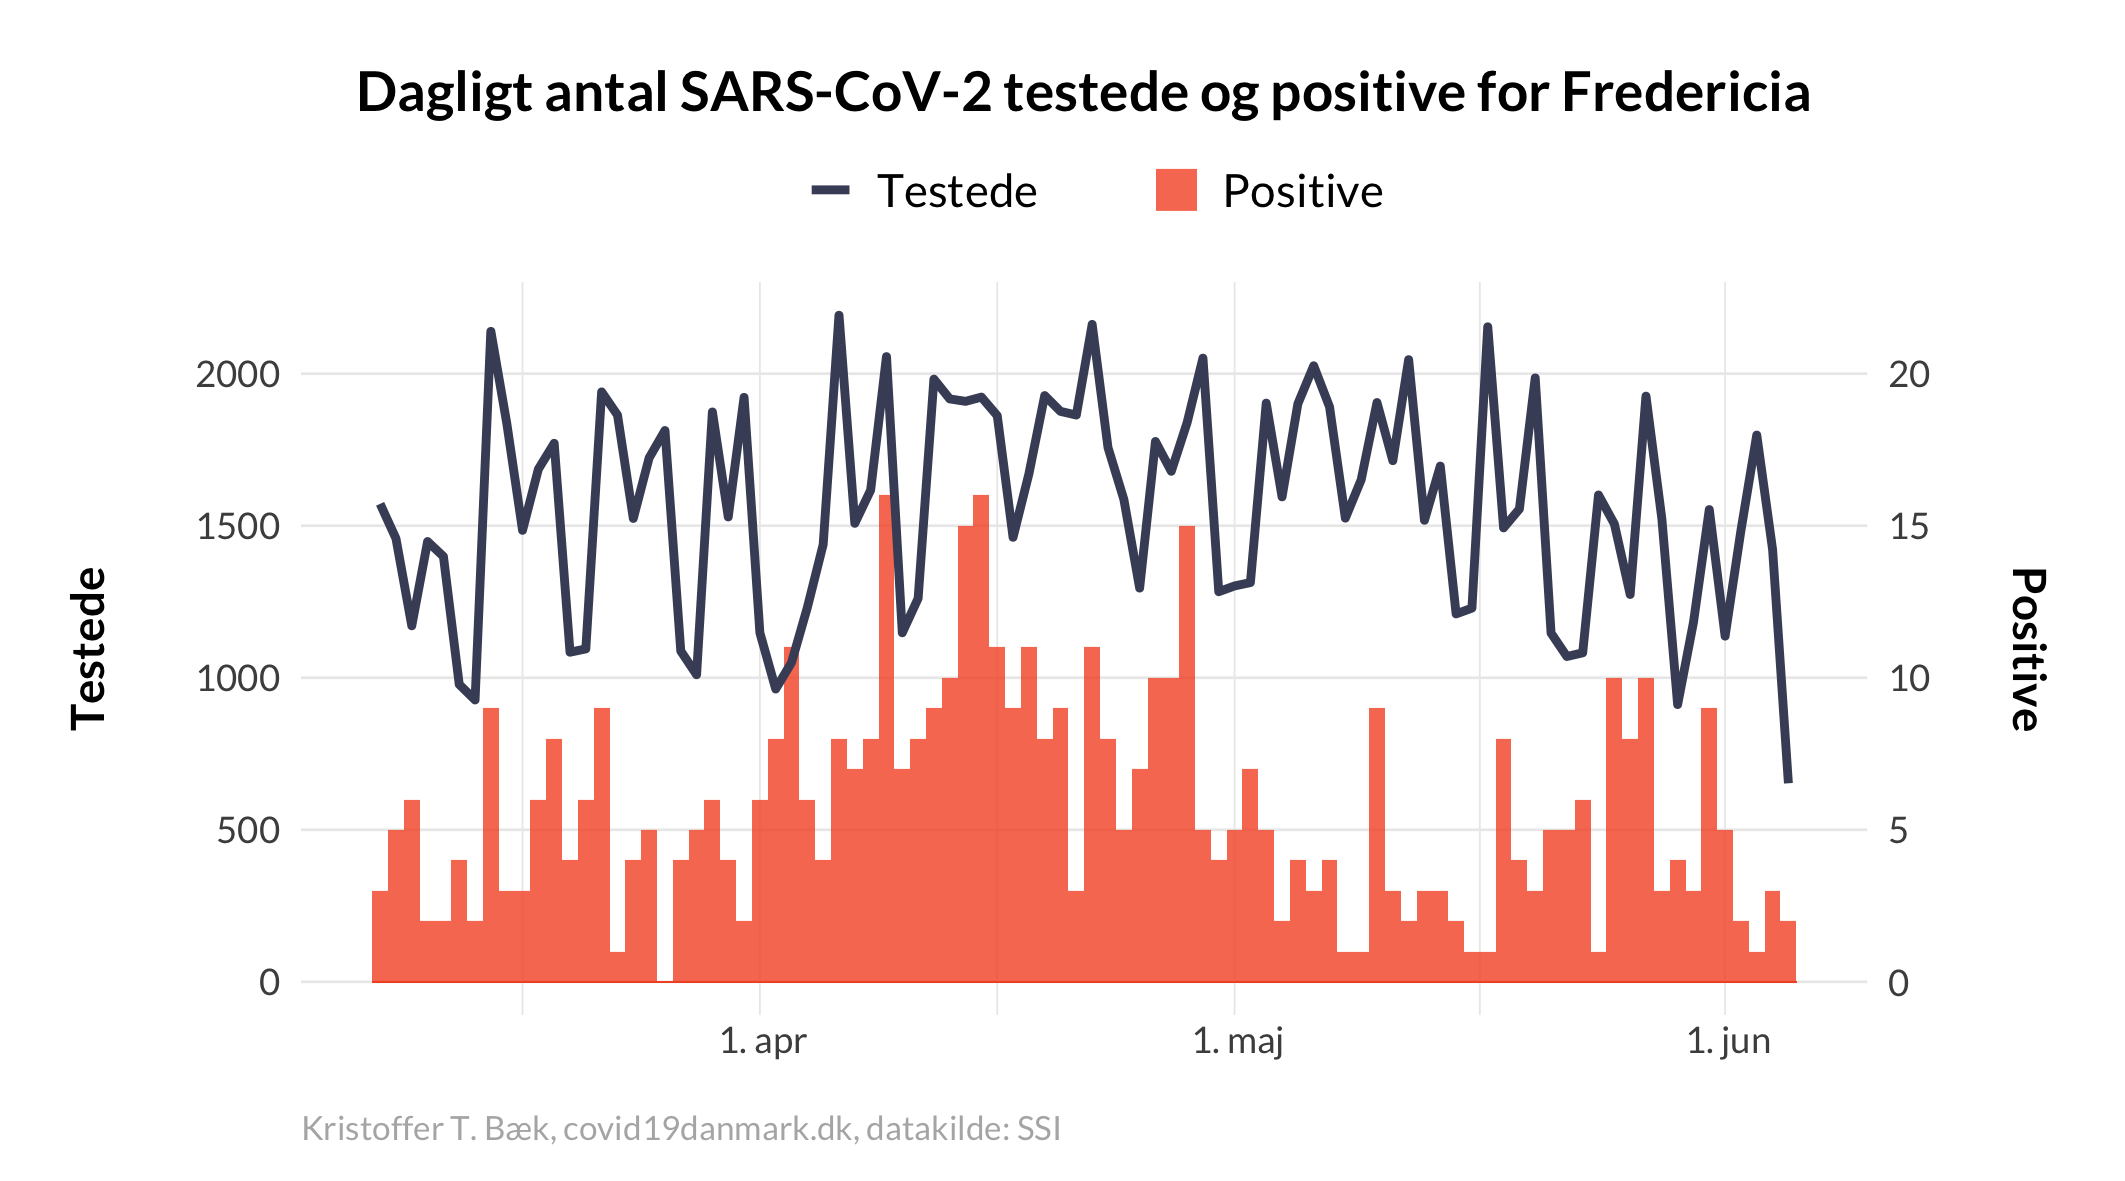 Dagligt antal SARS-CoV-2 testede og positive for Fredericia
Testede Positive
2000 20
1500 15
Testede Positive
1000 10
500 5
0 0
1. apr 1. maj 1. jun
Kristoffer T. Bæk, covid19danmark.dk, datakilde: SSI